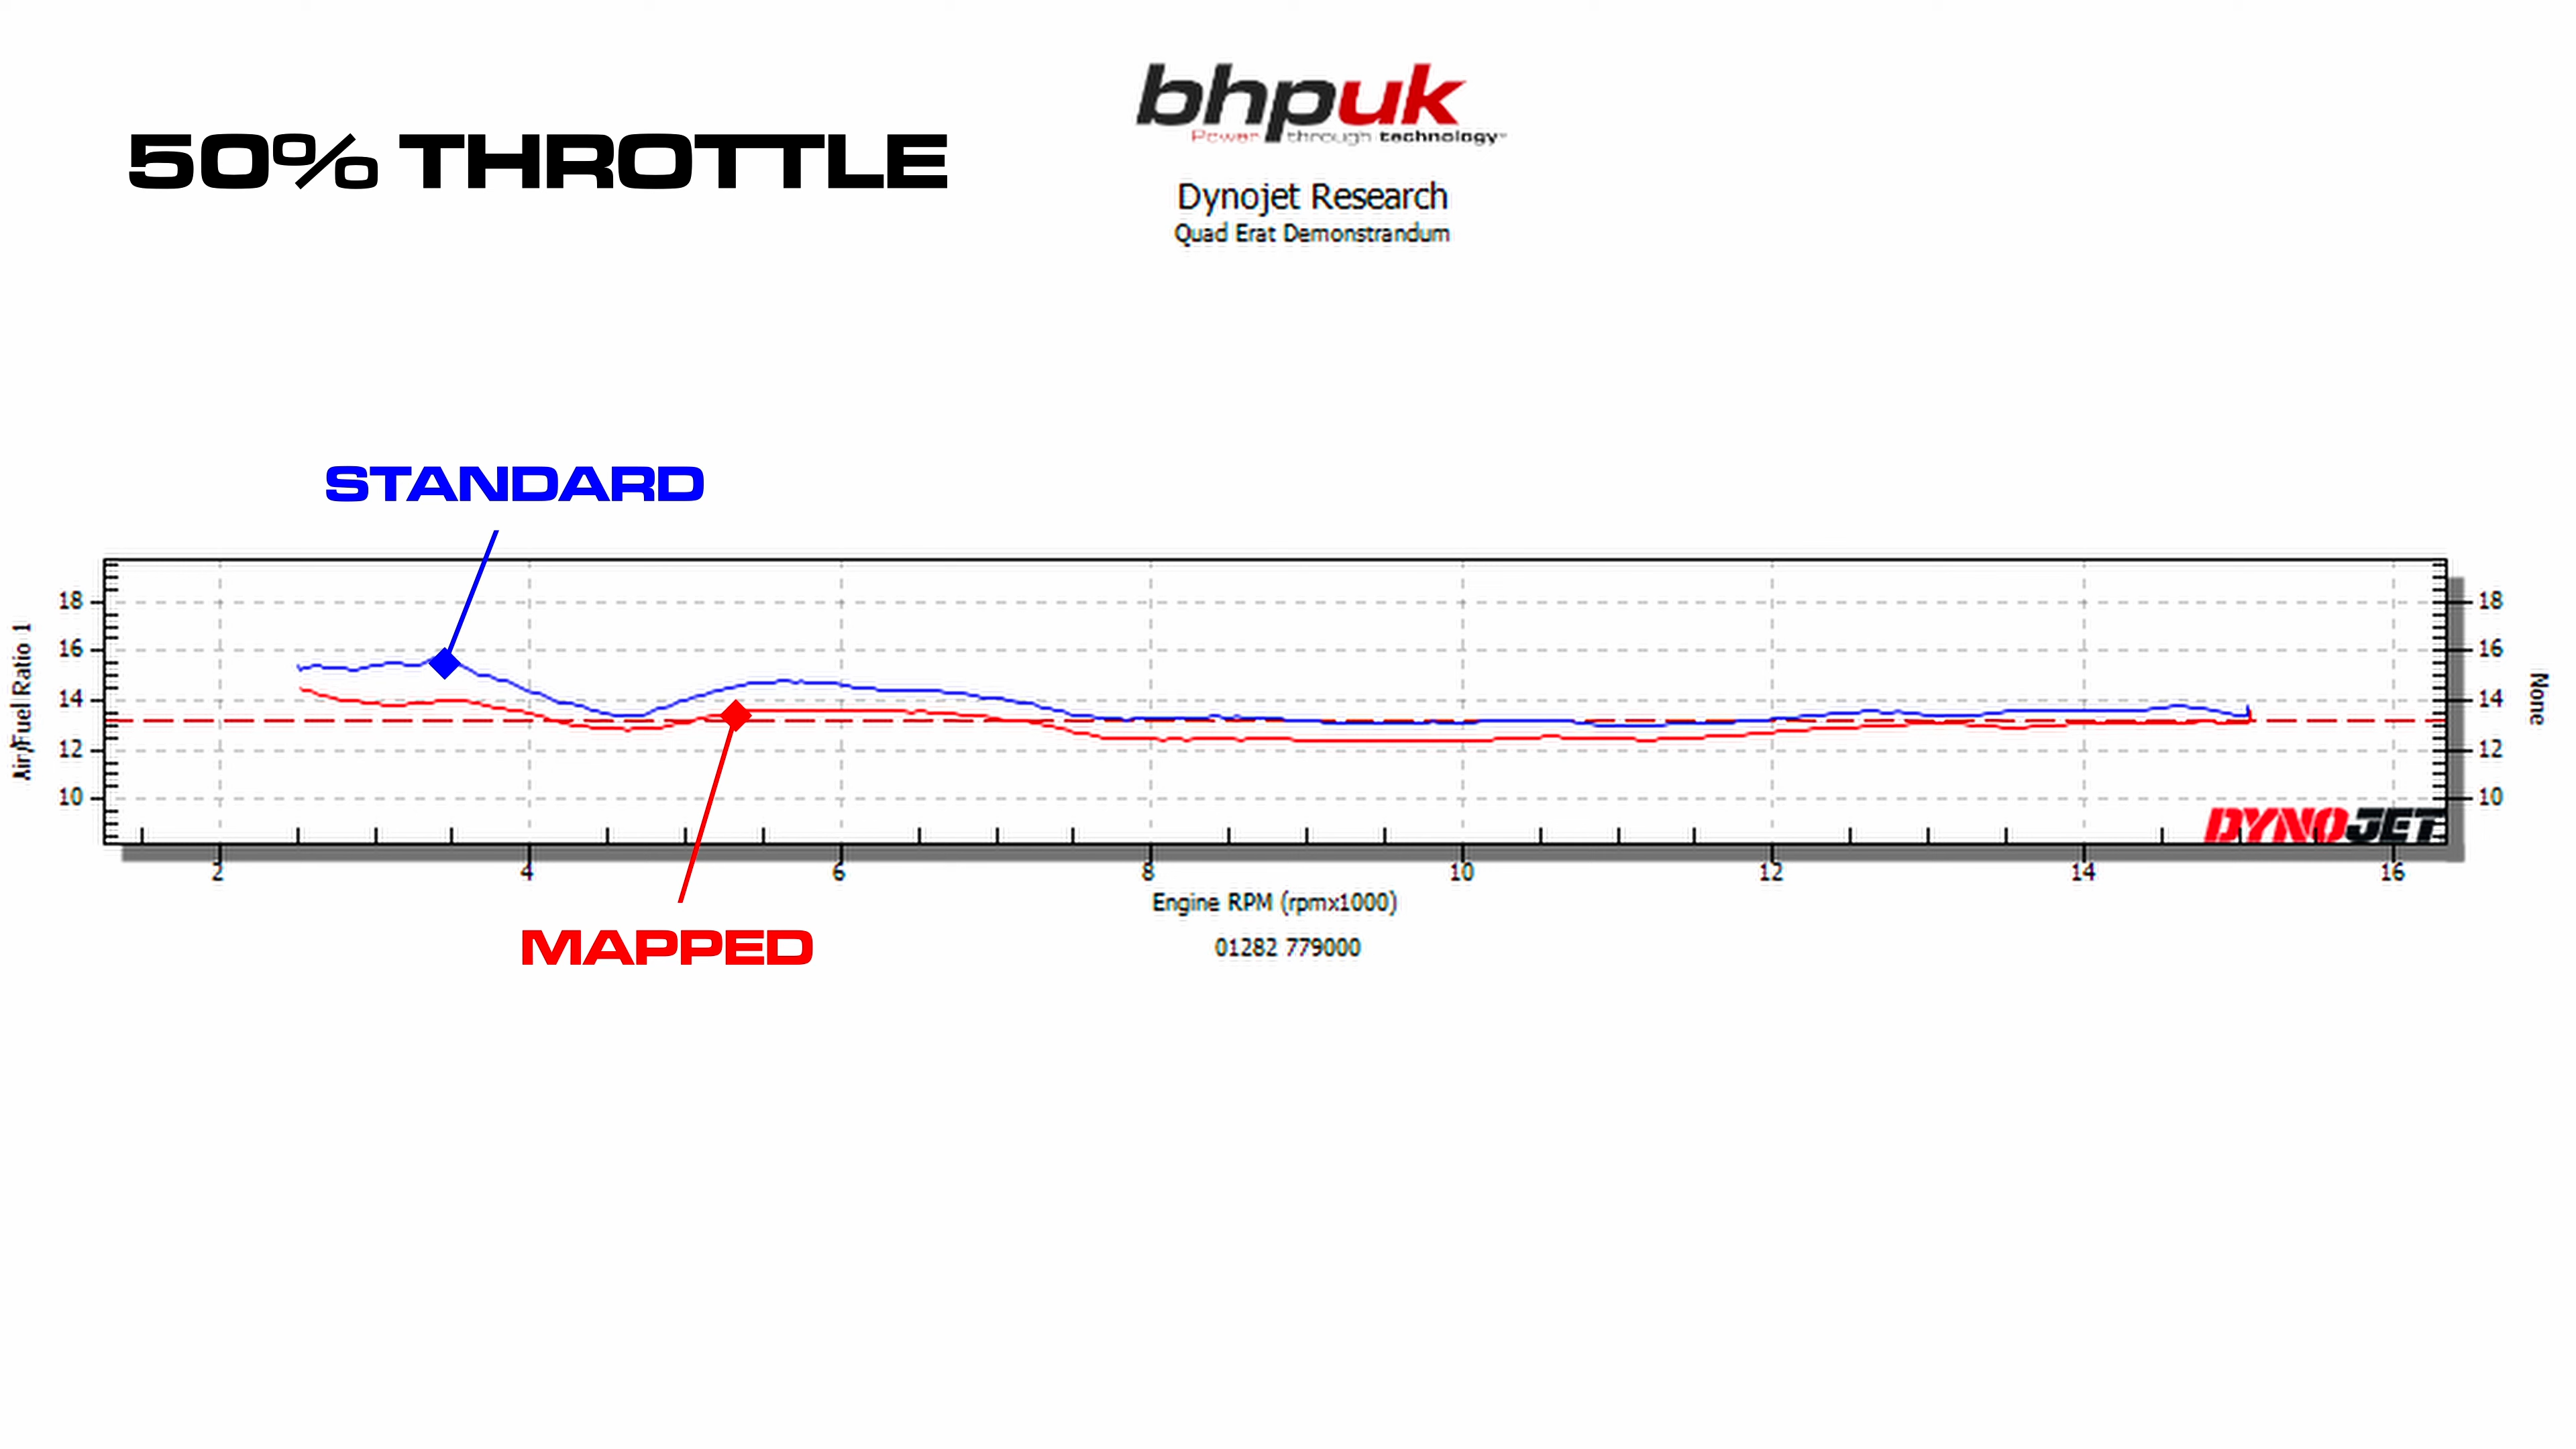 bhpuk
Power through technology
50% THROTTLE
Dynojet Research
Quad Erat Demonstrandum
STANDARD
18
16
14
12
10
Air/Fuel Ratio 1
18
16
14
12
10
None
DYNOJET
2 4 6 8 10 12 14 16
Engine RPM (rpmx1000)
MAPPED
01282 779000